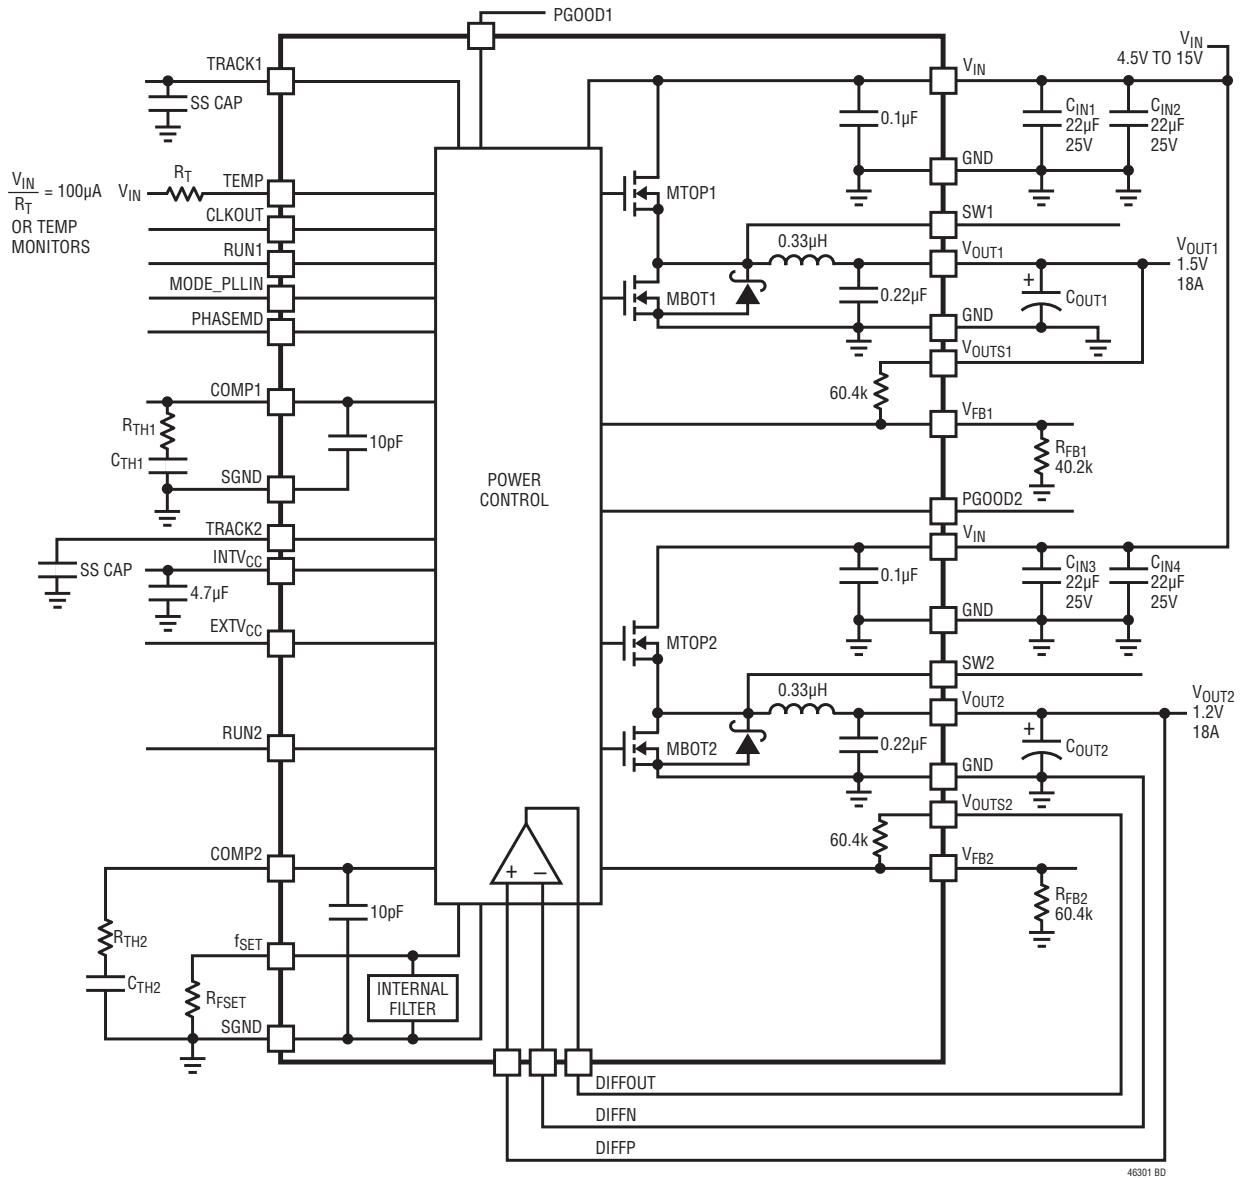 PGOOD1
TRACK1
SS CAP
V_IN
4.5V TO 15V
V_IN
0.1µF
C_IN1
22µF
25V
C_IN2
22µF
25V
GND
V_IN / R_T = 100µA
OR TEMP
MONITORS
V_IN
R_T
TEMP
CLKOUT
RUN1
MODE_PLLIN
PHASEMD
MTOP1
SW1
0.33µH
V_OUT1
V_OUT1
1.5V
18A
MBOT1
0.22µF
+
C_OUT1
GND
V_OUTS1
60.4k
V_FB1
R_FB1
40.2k
COMP1
R_TH1
C_TH1
10pF
SGND
POWER
CONTROL
PGOOD2
TRACK2
SS CAP
INTV_CC
4.7µF
EXTV_CC
V_IN
0.1µF
C_IN3
22µF
25V
C_IN4
22µF
25V
GND
MTOP2
SW2
0.33µH
V_OUT2
V_OUT2
1.2V
18A
RUN2
MBOT2
0.22µF
+
C_OUT2
GND
V_OUTS2
60.4k
V_FB2
R_FB2
60.4k
COMP2
+ –
10pF
R_TH2
C_TH2
f_SET
R_FSET
INTERNAL
FILTER
SGND
DIFFOUT
DIFFN
DIFFP
46301 BD